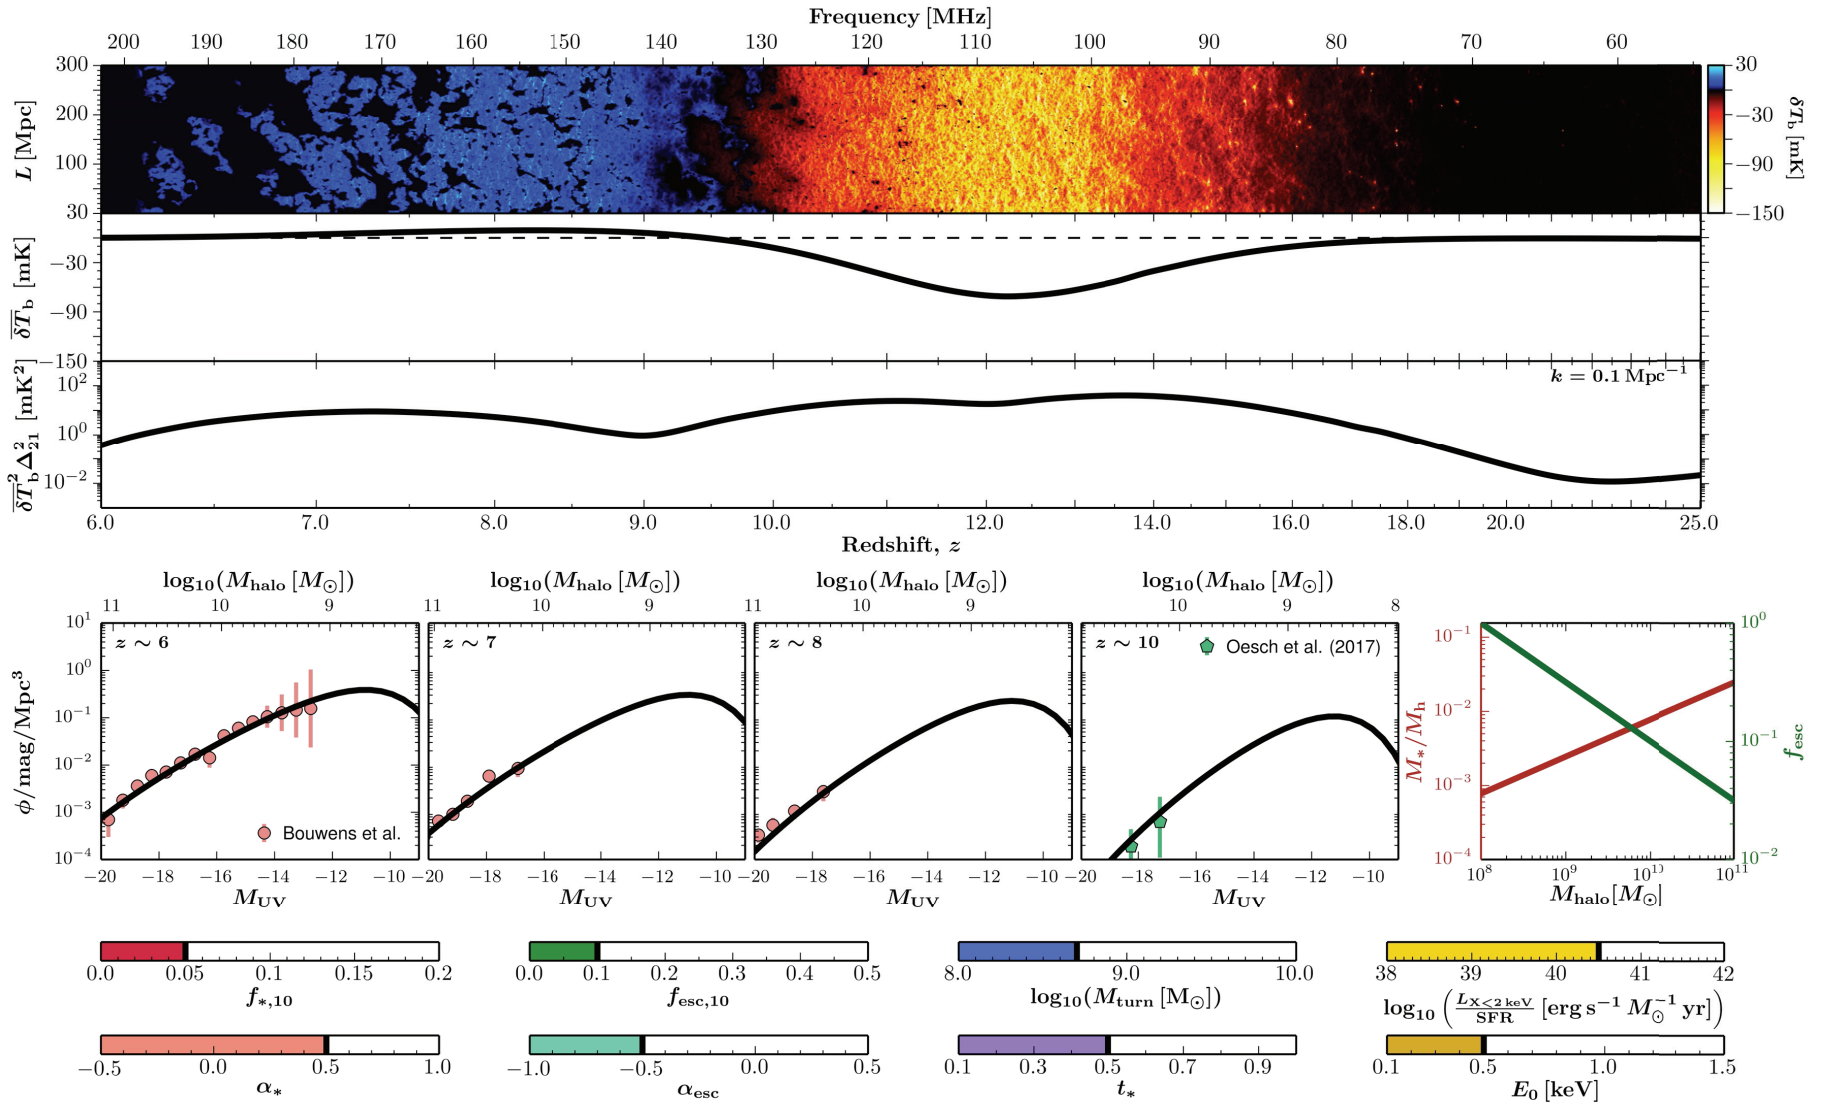 Frequency [MHz]
200 190 180 170 160 150 140 130 120 110 100 90 80 70 60
300
200
100
30
L [Mpc]
30
−30
−90
−150
δT_b [mK]
−30
−90
−150
δT_b [mK]
10² 10⁰ 10⁻²
δT_b² Δ²₂₁ [mK²]
k = 0.1 Mpc⁻¹
6.0 7.0 8.0 9.0 10.0 12.0 14.0 16.0 18.0 20.0 25.0
Redshift, z
log₁₀(M_halo [M_⊙]) log₁₀(M_halo [M_⊙]) log₁₀(M_halo [M_⊙]) log₁₀(M_halo [M_⊙])
11 10 9 11 10 9 11 10 9 10 9 8
10¹ 10⁰ 10⁻¹ 10⁻² 10⁻³ 10⁻⁴
ϕ/mag/Mpc³
z ∼ 6 z ∼ 7 z ∼ 8 z ∼ 10
Oesch et al. (2017)
Bouwens et al.
−20 −18 −16 −14 −12 −10 −20 −18 −16 −14 −12 −10 −20 −18 −16 −14 −12 −10 −20 −18 −16 −14 −12 −10
M_UV M_UV M_UV M_UV
10⁻¹ 10⁻² 10⁻³ 10⁻⁴
M_*/M_h
10⁰ 10⁻¹ 10⁻²
f_esc
10⁸ 10⁹ 10¹⁰ 10¹¹
M_halo[M_⊙]
0.0 0.05 0.1 0.15 0.2
f_*,10
0.0 0.1 0.2 0.3 0.4 0.5
f_esc,10
8.0 9.0 10.0
log₁₀(M_turn [M_⊙])
38 39 40 41 42
log₁₀(L_X<2 keV/SFR [erg s⁻¹ M_⊙⁻¹ yr])
−0.5 0.0 0.5 1.0
α_*
−1.0 −0.5 0.0 0.5
α_esc
0.1 0.3 0.5 0.7 0.9
t_*
0.1 0.5 1.0 1.5
E₀ [keV]